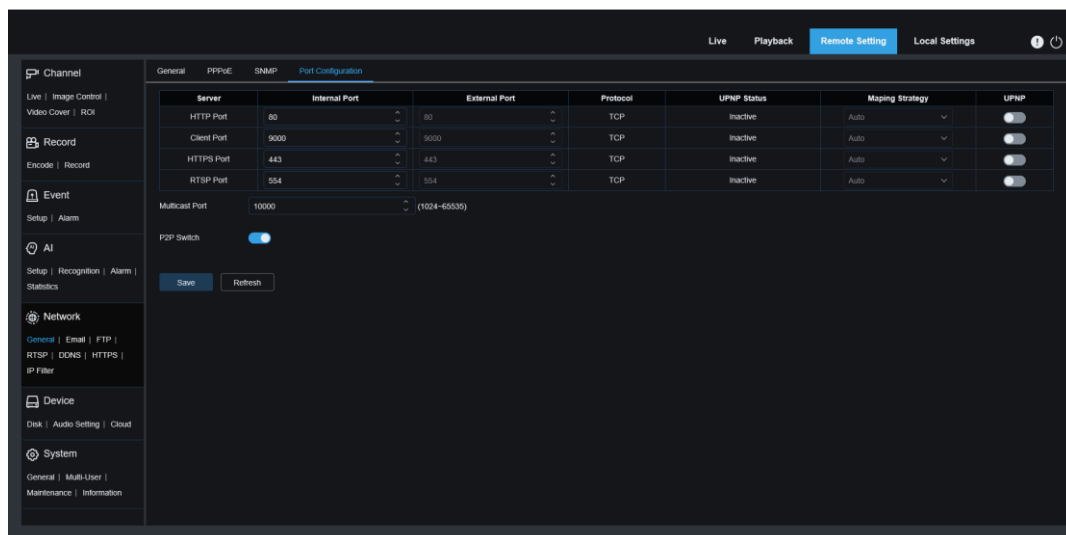 Live Playback Remote Setting Local Settings
Channel
Live | Image Control |
Video Cover | ROI
Record
Encode | Record
Event
Setup | Alarm
AI
Setup | Recognition | Alarm |
Statistics
Network
General | Email | FTP |
RTSP | DDNS | HTTPS |
IP Filter
Device
Disk | Audio Setting | Cloud
System
General | Multi-User |
Maintenance | Information
General PPPoE SNMP Port Configuration
Server Internal Port External Port Protocol UPNP Status Maping Strategy UPNP
HTTP Port 80 80 TCP Inactive Auto
Client Port 9000 9000 TCP Inactive Auto
HTTPS Port 443 443 TCP Inactive Auto
RTSP Port 554 554 TCP Inactive Auto
Multicast Port 10000 (1024~65535)
P2P Switch
Save Refresh